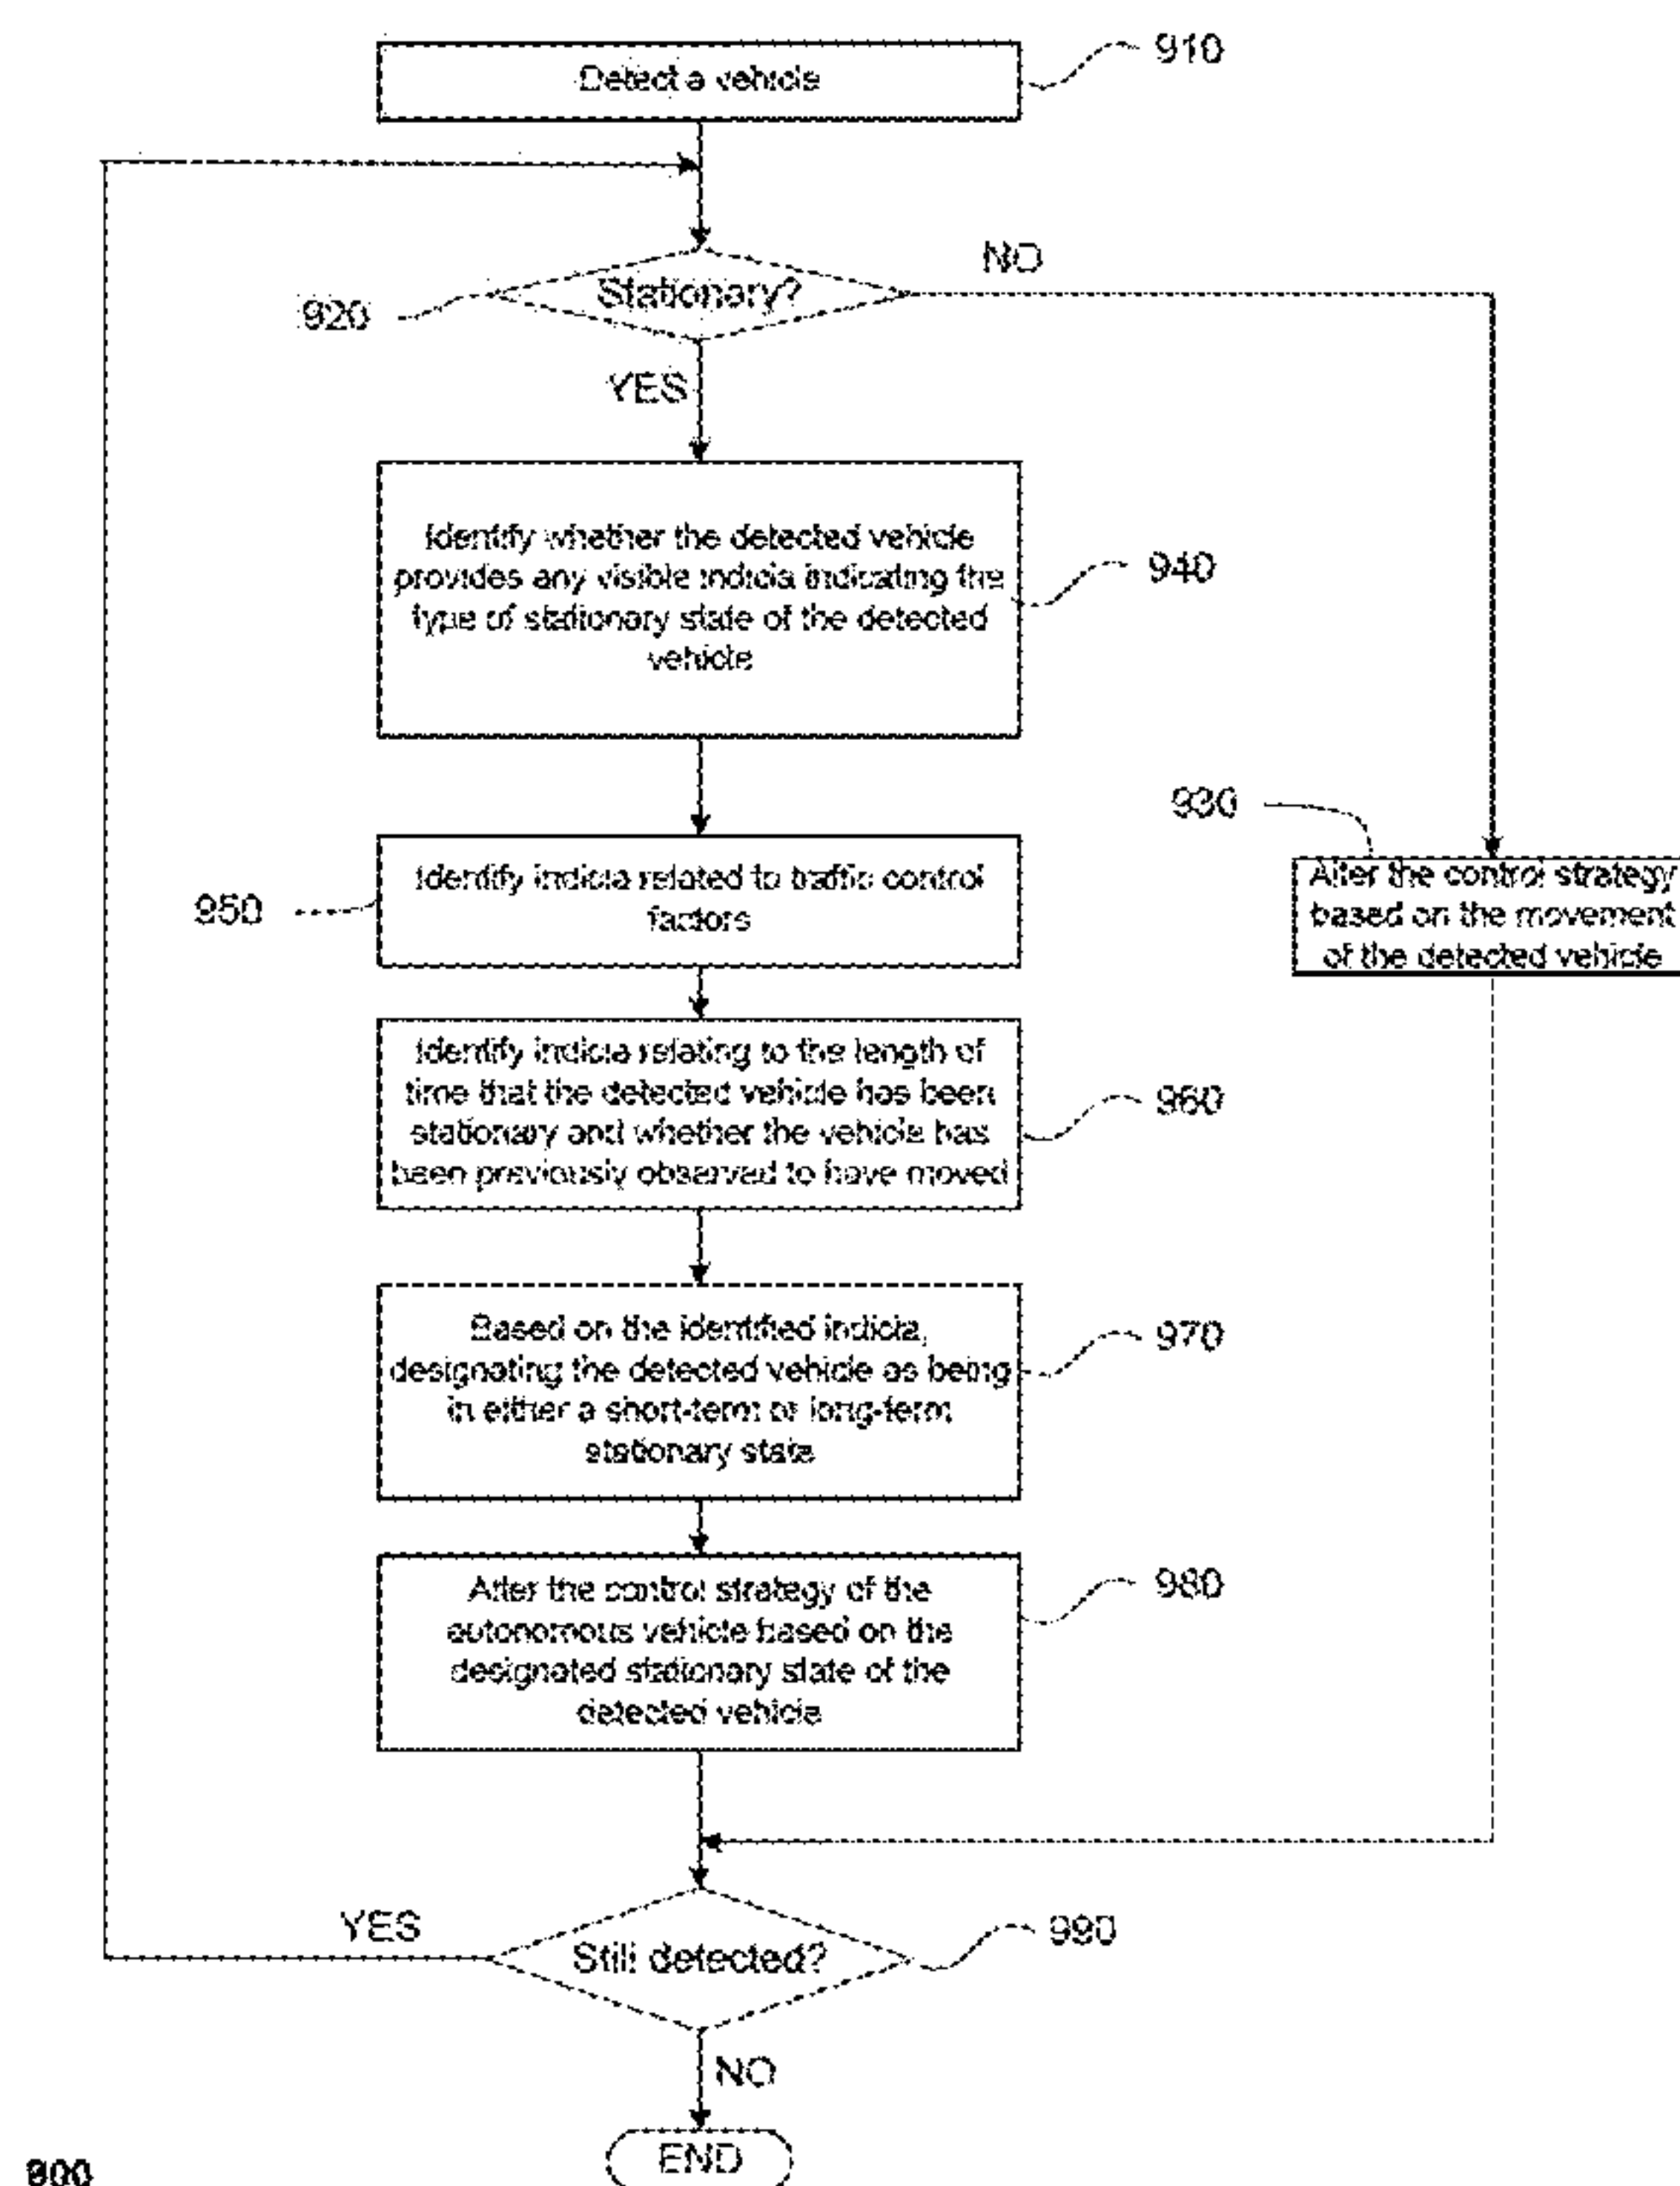 Detect a vehicle
910
Stationary?
920
NO
YES
Identify whether the detected vehicle
provides any visible indicia indicating the
type of stationary state of the detected
vehicle
940
930
Alter the control strategy
based on the movement
of the detected vehicle
Identify indicia related to traffic control
factors
950
Identify indicia relating to the length of
time that the detected vehicle has been
stationary and whether the vehicle has
been previously observed to have moved
960
Based on the identified indicia,
designating the detected vehicle as being
in either a short-term or long-term
stationary state
970
Alter the control strategy of the
autonomous vehicle based on the
designated stationary state of the
detected vehicle
980
YES
Still detected?
990
NO
END
900